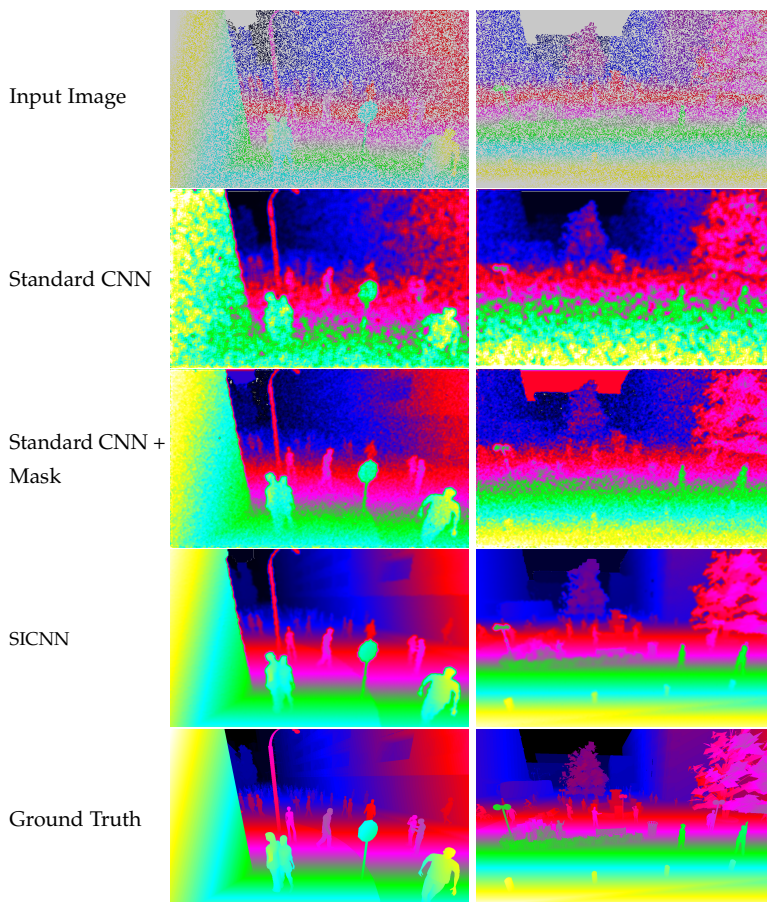 Input Image
Standard CNN
Standard CNN +
Mask
SICNN
Ground Truth